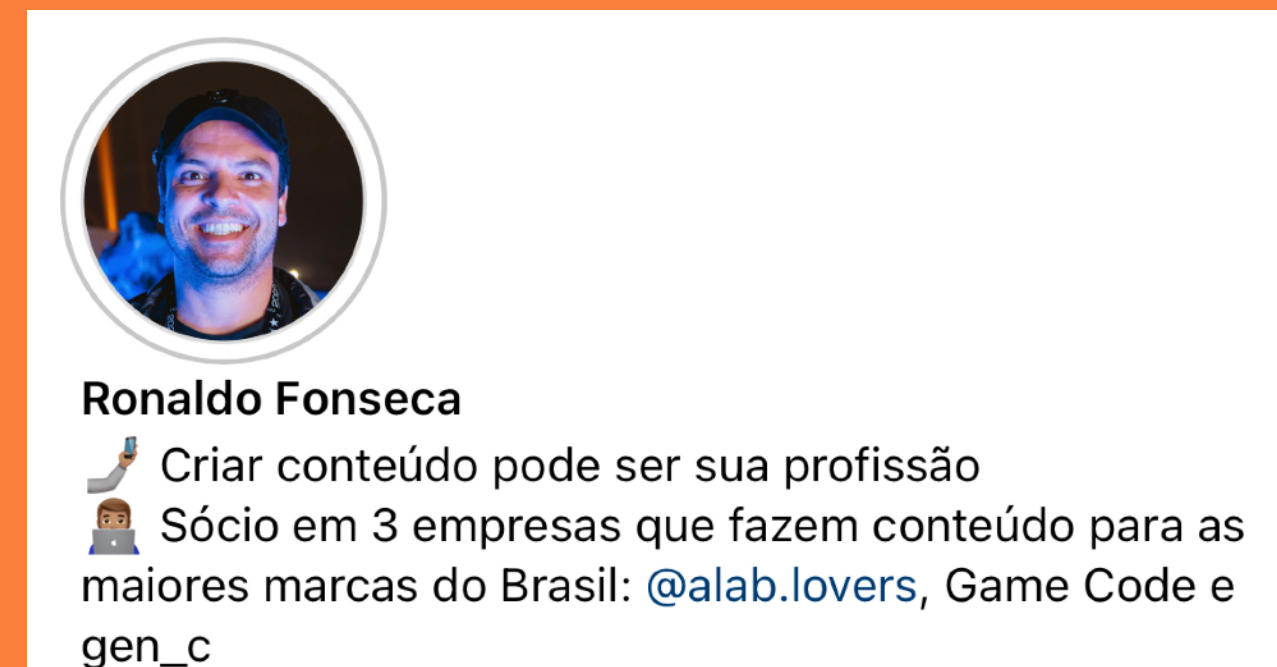 Ronaldo Fonseca
🤳🏽 Criar conteúdo pode ser sua profissão
👨🏽‍💻 Sócio em 3 empresas que fazem conteúdo para as
maiores marcas do Brasil: @alab.lovers, Game Code e
gen_c